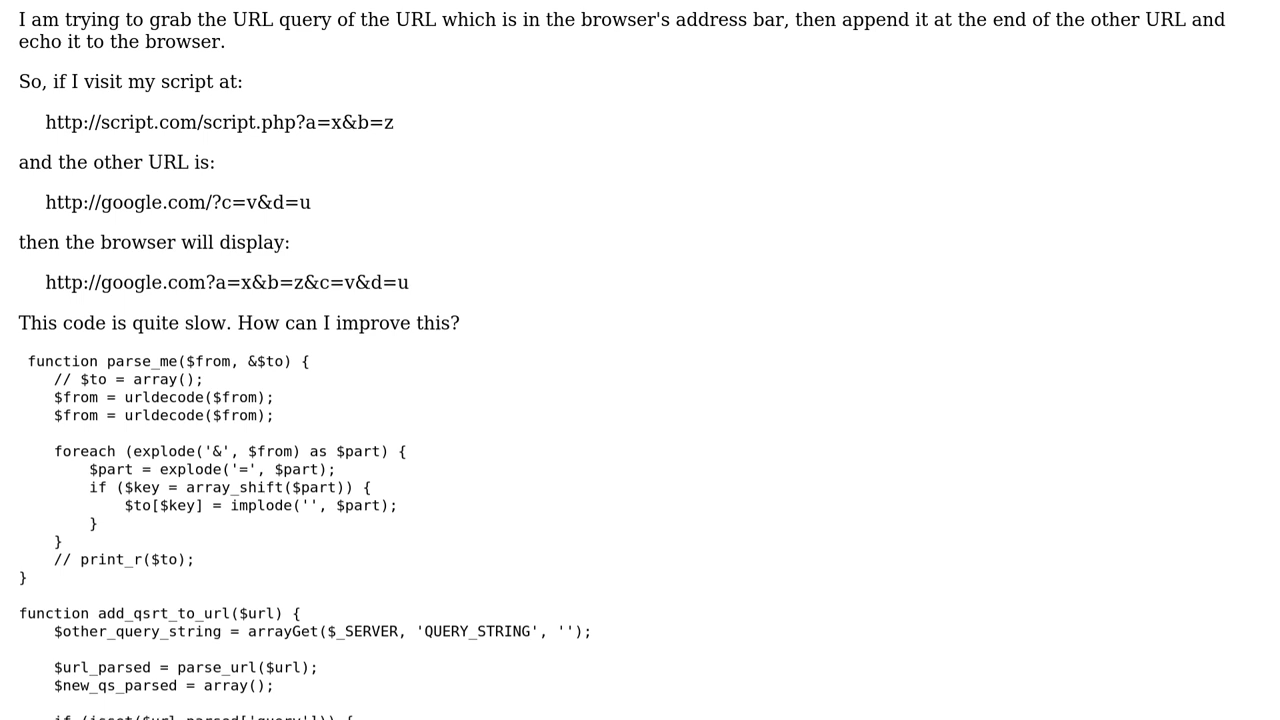 I am trying to grab the URL query of the URL which is in the browser's address bar, then append it at the end of the other URL and
echo it to the browser.
So, if I visit my script at:
http://script.com/script.php?a=x&b=z
and the other URL is:
http://google.com/?c=v&d=u
then the browser will display:
http://google.com?a=x&b=z&c=v&d=u
This code is quite slow. How can I improve this?
function parse_me($from, &$to) {
// $to = array();
$from = urldecode($from);
$from = urldecode($from);
foreach (explode('&', $from) as $part) {
$part = explode('=', $part);
if ($key = array_shift($part)) {
$to[$key] = implode('', $part);
}
}
// print_r($to);
}
function add_qsrt_to_url($url) {
$other_query_string = arrayGet($_SERVER, 'QUERY_STRING', '');
$url_parsed = parse_url($url);
$new_qs_parsed = array();
if (isset($url_parsed['query'])) {